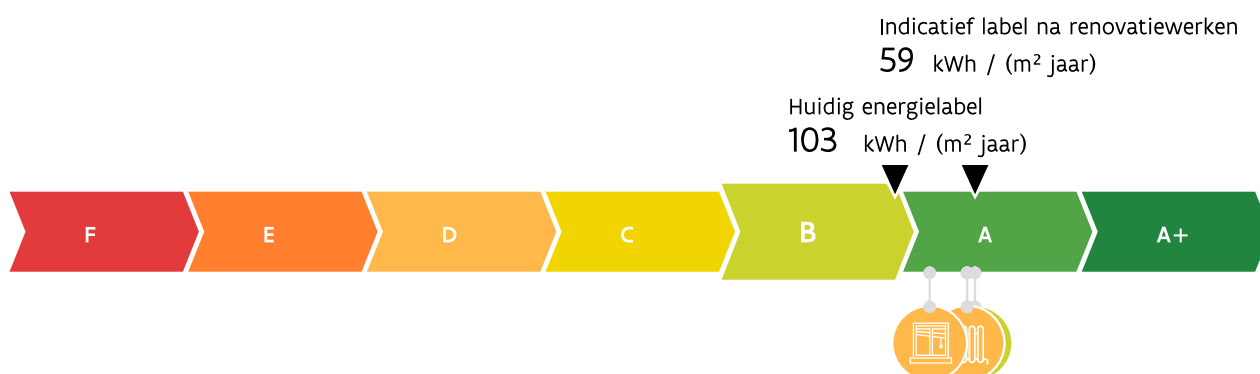 Indicatief label na renovatiewerken
59 kWh / (m² jaar)
Huidig energielabel
103 kWh / (m² jaar)
F E D C B A A+